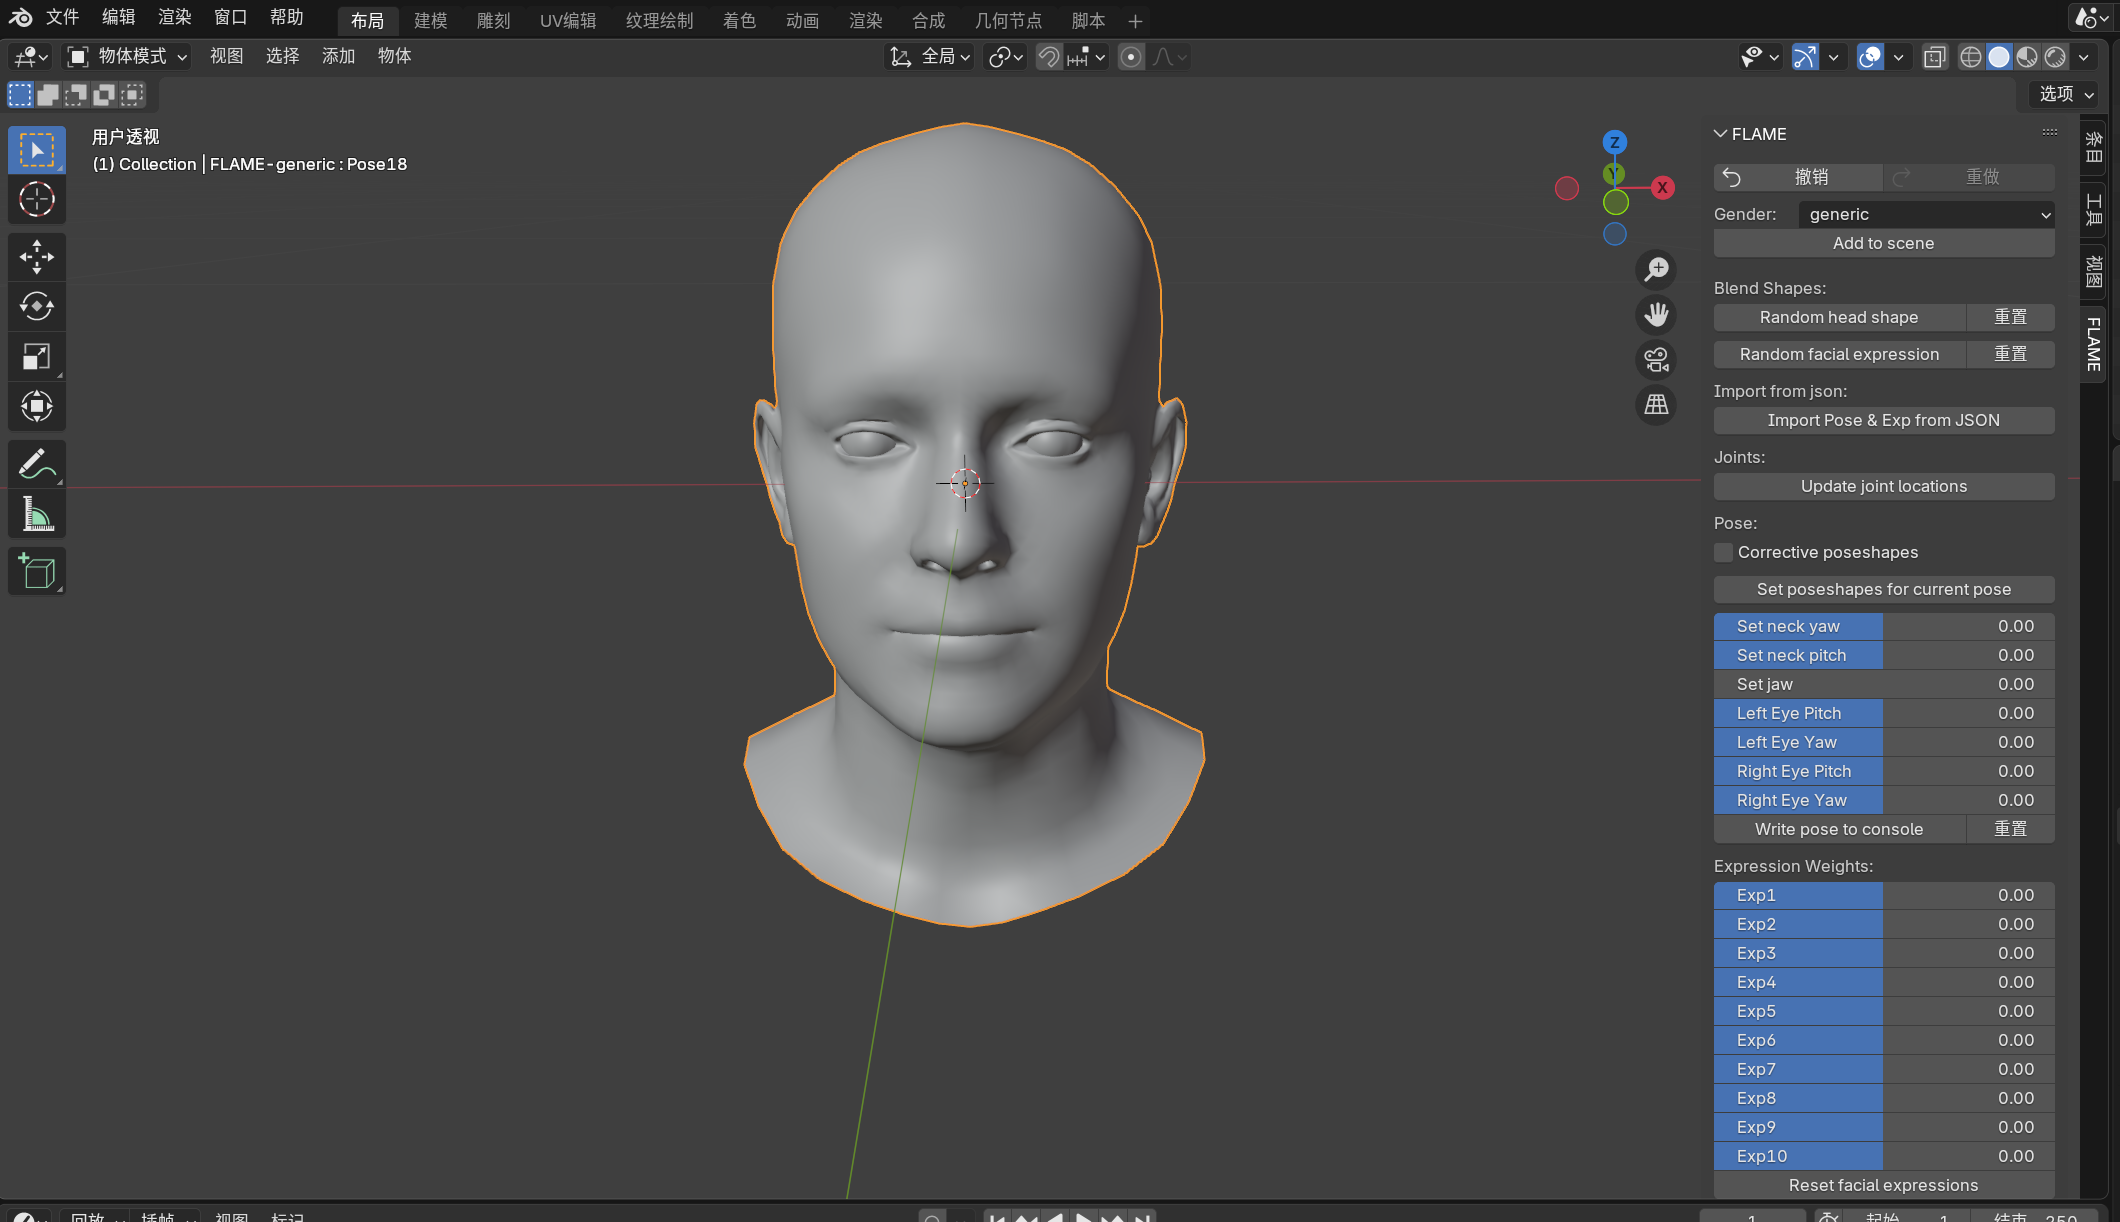 文件 编辑 渲染 窗口 帮助 布局 建模 雕刻 UV编辑 纹理绘制 着色 动画 渲染 合成 几何节点 脚本
物体模式 视图 选择 添加 物体 全局
选项
用户透视
(1) Collection | FLAME-generic : Pose18
Z
Y
X
FLAME
撤销 重做
Gender: generic
Add to scene
Blend Shapes:
Random head shape 重置
Random facial expression 重置
Import from json:
Import Pose & Exp from JSON
Joints:
Update joint locations
Pose:
Corrective poseshapes
Set poseshapes for current pose
Set neck yaw 0.00
Set neck pitch 0.00
Set jaw 0.00
Left Eye Pitch 0.00
Left Eye Yaw 0.00
Right Eye Pitch 0.00
Right Eye Yaw 0.00
Write pose to console 重置
Expression Weights:
Exp1 0.00
Exp2 0.00
Exp3 0.00
Exp4 0.00
Exp5 0.00
Exp6 0.00
Exp7 0.00
Exp8 0.00
Exp9 0.00
Exp10 0.00
Reset facial expressions
条目
工具
视图
FLAME
回放 插帧 视图 标记 1 起始 1 结束 250